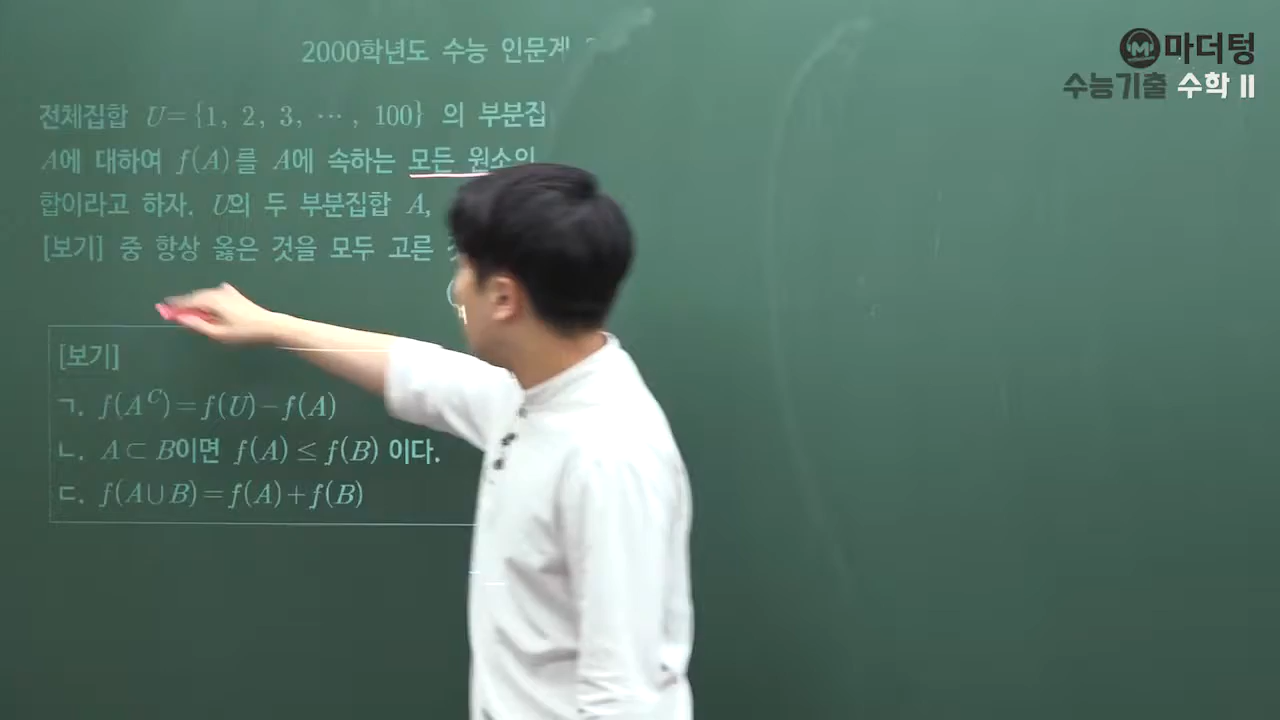 2000학년도 수능 인문계
마더텅
수능기출 수학 II
전체집합 U={1, 2, 3, ⋯, 100} 의 부분집
A에 대하여 f(A)를 A에 속하는 모든 원소의
합이라고 하자. U의 두 부분집합 A,
[보기] 중 항상 옳은 것을 모두 고른
[보기]
ㄱ. f(A^C)=f(U)-f(A)
ㄴ. A⊂B이면 f(A)≤f(B) 이다.
ㄷ. f(A∪B)=f(A)+f(B)